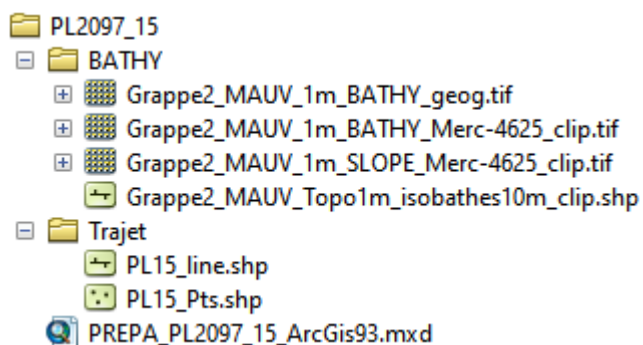 PL2097_15
BATHY
Grappe2_MAUV_1m_BATHY_geog.tif
Grappe2_MAUV_1m_BATHY_Merc-4625_clip.tif
Grappe2_MAUV_1m_SLOPE_Merc-4625_clip.tif
Grappe2_MAUV_Topo1m_isobathes10m_clip.shp
Trajet
PL15_line.shp
PL15_Pts.shp
PREPA_PL2097_15_ArcGis93.mxd